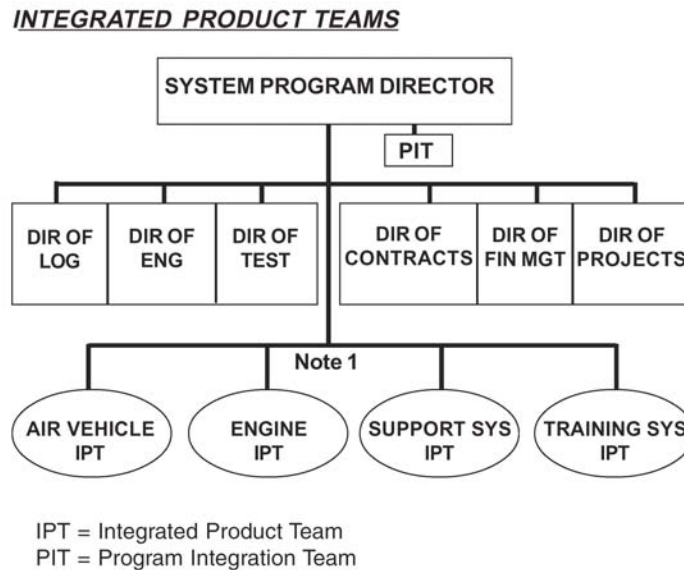 INTEGRATED PRODUCT TEAMS
SYSTEM PROGRAM DIRECTOR
PIT
DIR OF
LOG
DIR OF
ENG
DIR OF
TEST
DIR OF
CONTRACTS
DIR OF
FIN MGT
DIR OF
PROJECTS
Note 1
AIR VEHICLE
IPT
ENGINE
IPT
SUPPORT SYS
IPT
TRAINING SYS
IPT
IPT = Integrated Product Team
PIT = Program Integration Team